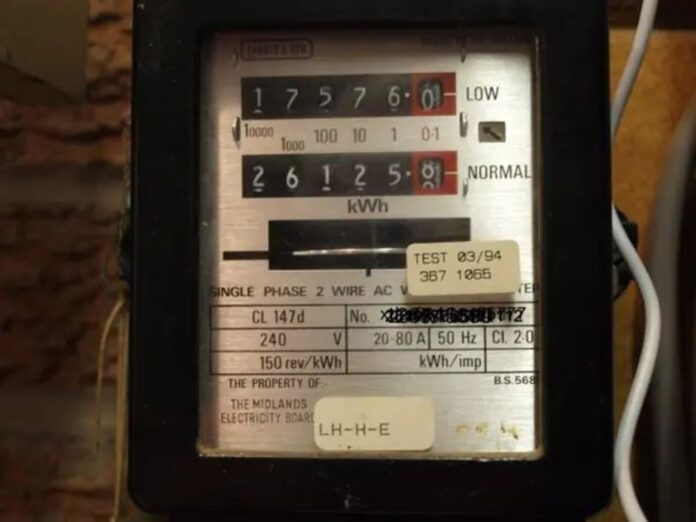 1 7 5 7 6 0 LOW
10000 1000 100 10 1 0·1
2 6 1 2 5 8 NORMAL
kWh
TEST 03/94
367 1065
SINGLE PHASE 2 WIRE AC
CL 147d No.
240 V 20-80 A 50 Hz Cl. 2·0
150 rev/kWh kWh/imp
THE PROPERTY OF:- B.S.568
THE MIDLANDS
ELECTRICITY BOARD
LH-H-E